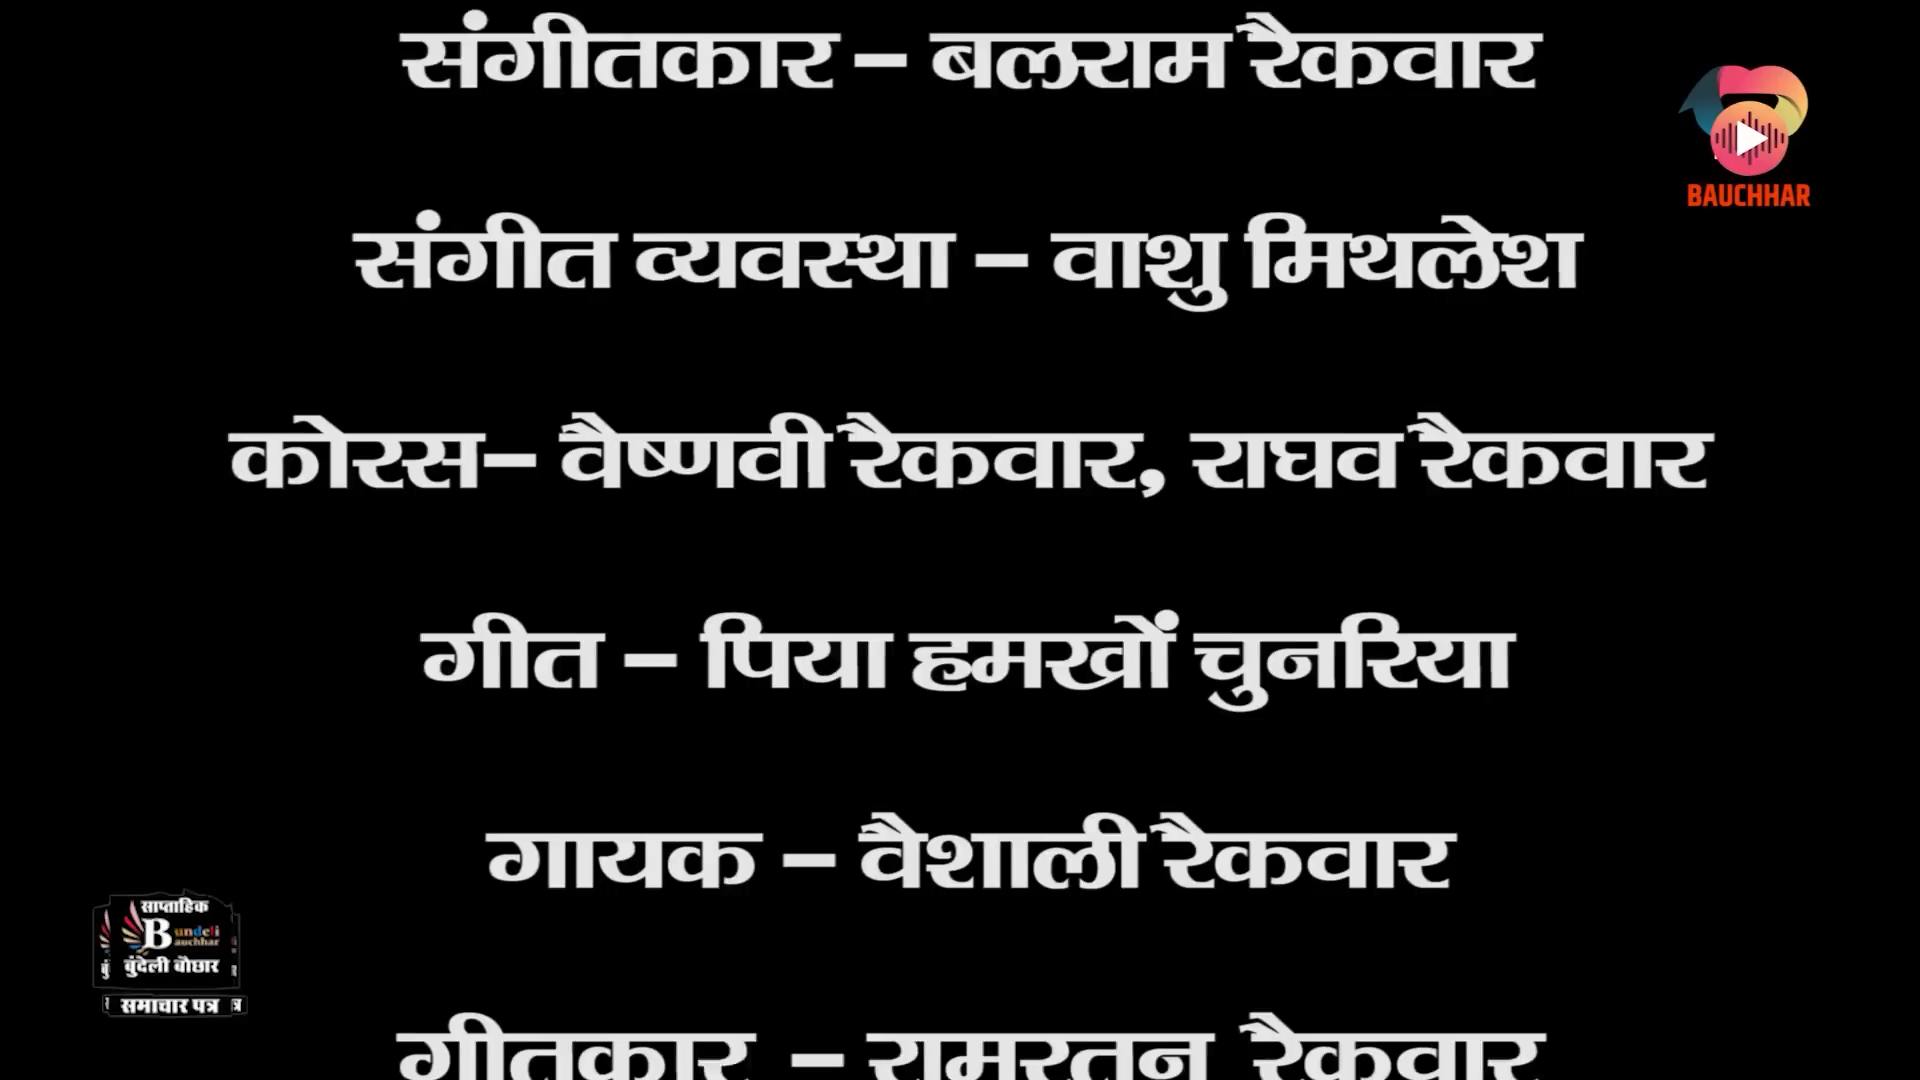 संगीतकार – बलराम रैकवार
BAUCHHAR
संगीत व्यवस्था – वाशु मिथलेश
कोरस– वैष्णवी रैकवार, राघव रैकवार
गीत – पिया हमखों चुनरिया
गायक – वैशाली रैकवार
साप्ताहिक
Bundeli
Bauchhar
बुंदेली बौछार
समाचार पत्र
गीतकार – रामरतन रैकवार